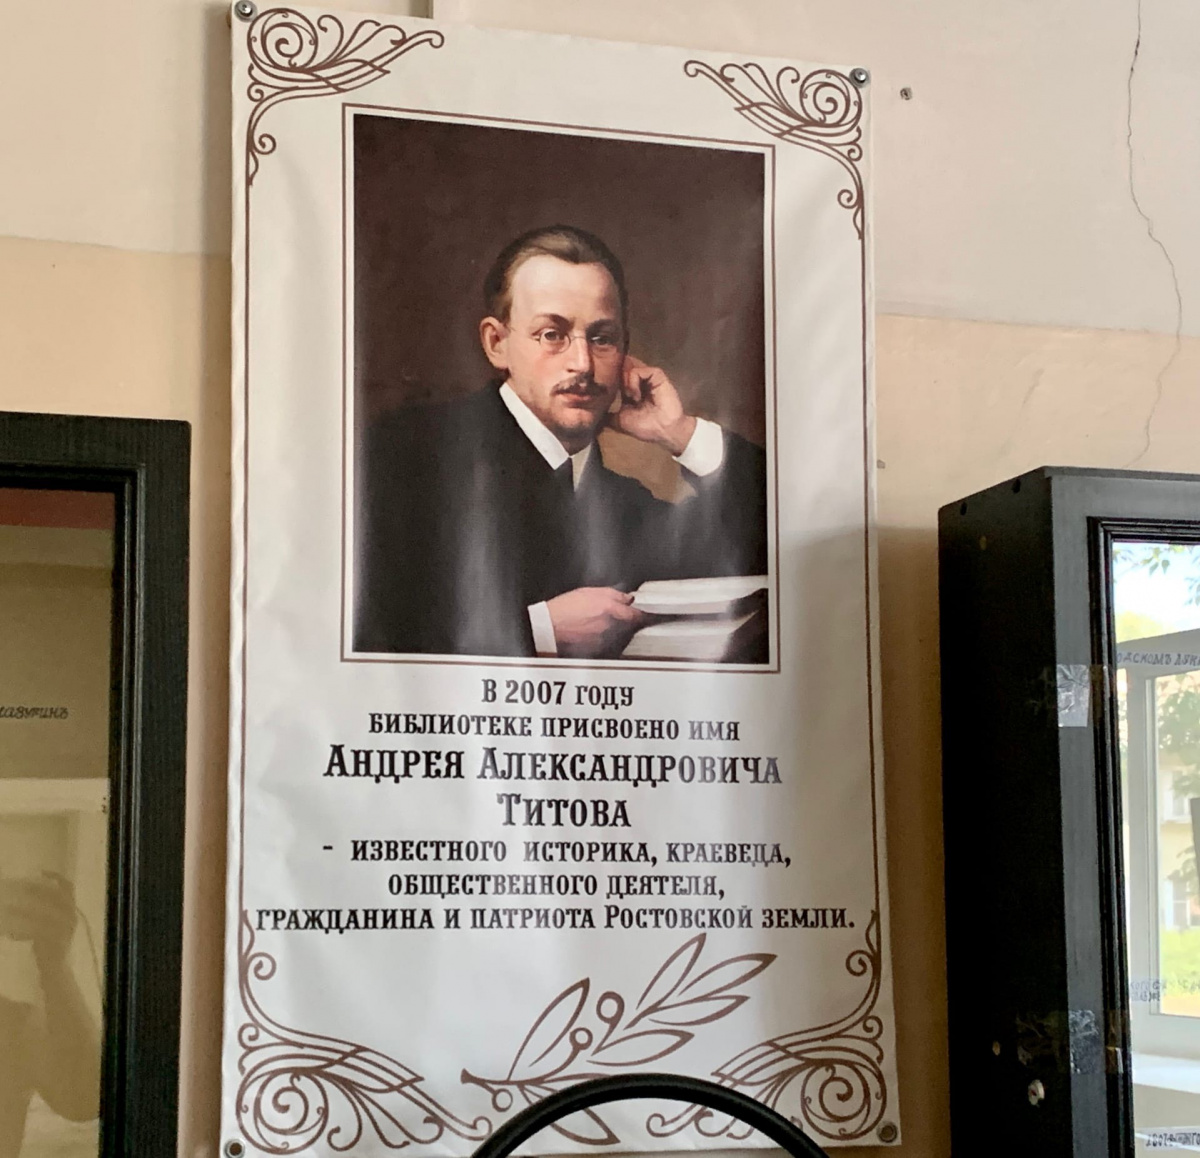 В 2007 году
библиотеке присвоено имя
Андрея Александровича
Титова
- известного историка, краеведа,
общественного деятеля,
гражданина и патриота Ростовской земли.